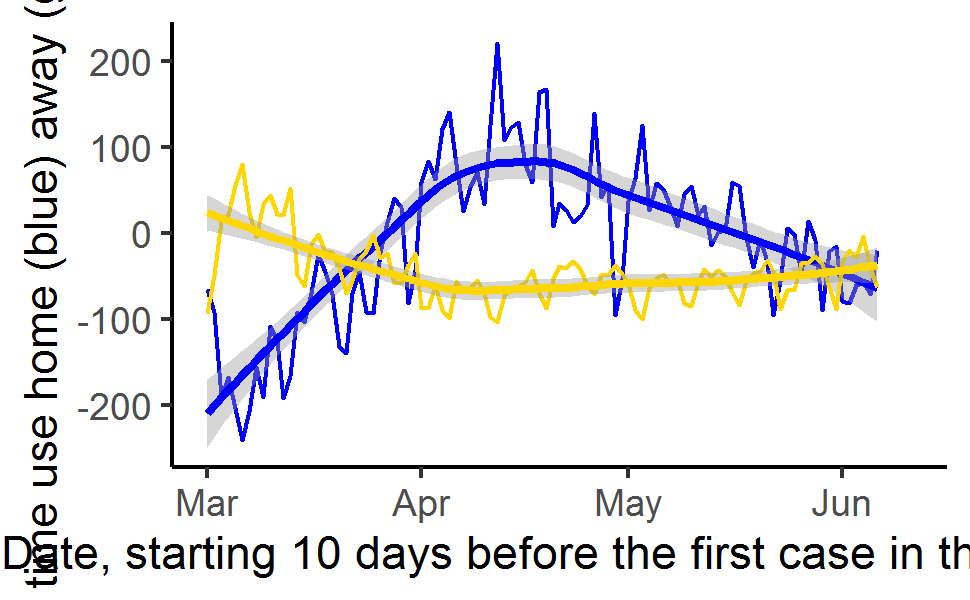 time use home (blue) away (
200
100
0
-100
-200
Mar Apr May Jun
Date, starting 10 days before the first case in th